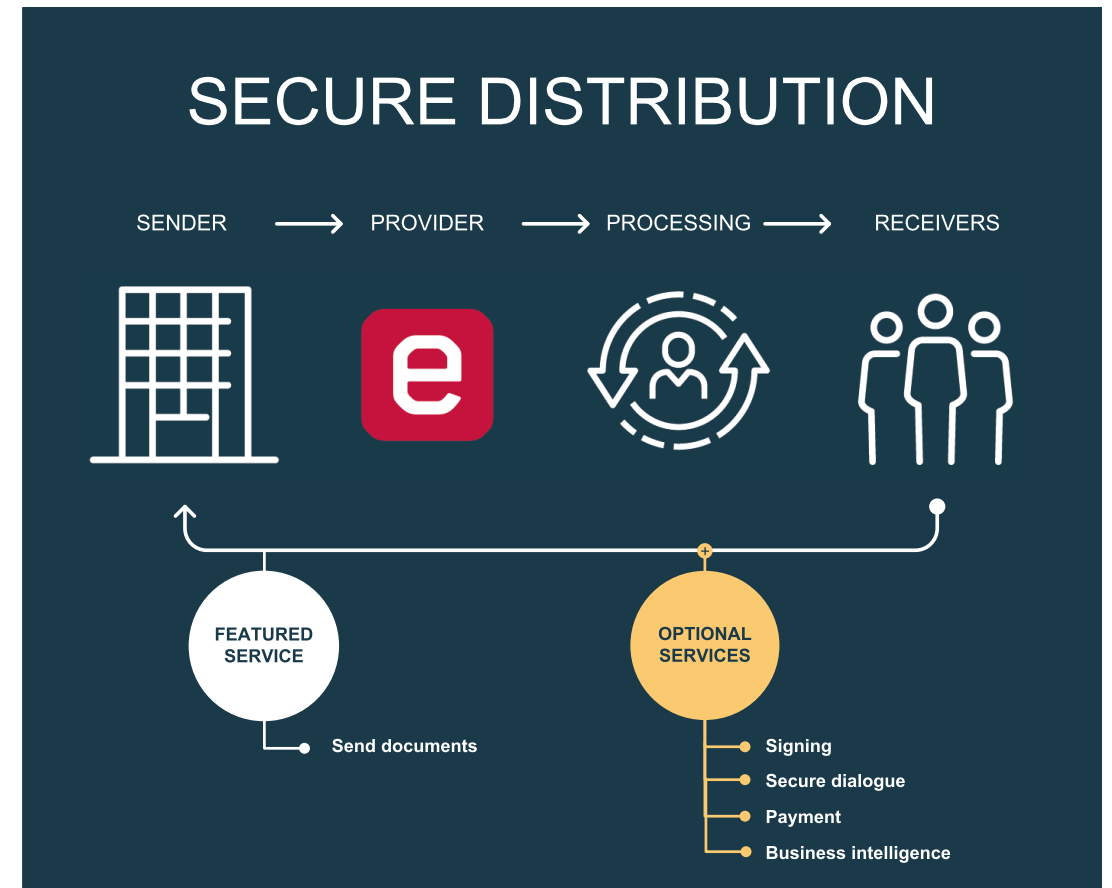 SECURE DISTRIBUTION
SENDER PROVIDER PROCESSING RECEIVERS
e
FEATURED
SERVICE
Send documents
OPTIONAL
SERVICES
Signing
Secure dialogue
Payment
Business intelligence